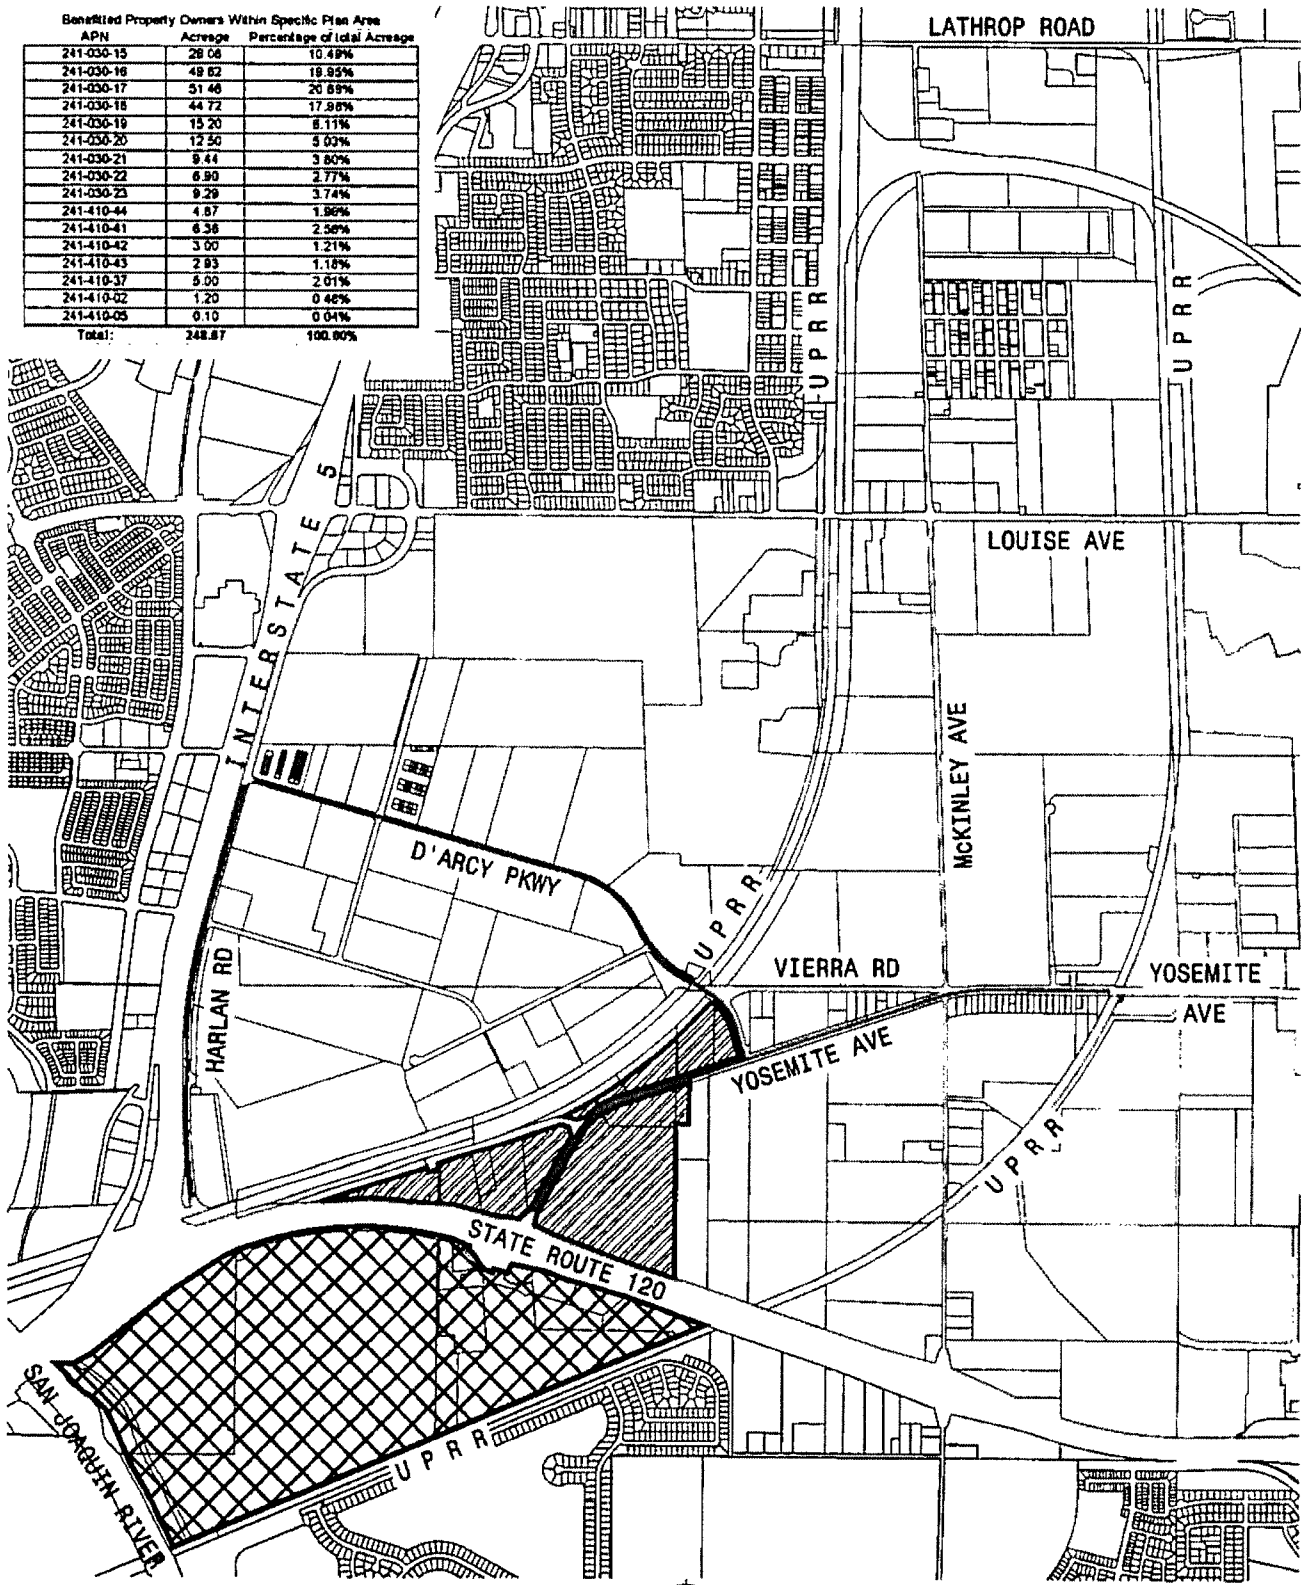 Benefitted Property Owners Within Specific Plan Area
APN Acreage Percentage of total Acreage
241-030-15 26.06 10.49%
241-030-16 49.62 19.95%
241-030-17 51.46 20.69%
241-030-18 44.72 17.98%
241-030-19 15.20 6.11%
241-030-20 12.50 5.03%
241-030-21 9.44 3.80%
241-030-22 6.90 2.77%
241-030-23 9.29 3.74%
241-410-44 4.87 1.96%
241-410-41 6.36 2.56%
241-410-42 3.00 1.21%
241-410-43 2.93 1.18%
241-410-37 5.00 2.01%
241-410-02 1.20 0.48%
241-410-05 0.10 0.04%
Total: 248.67 100.00%
LATHROP ROAD
UPRR
UPRR
INTERSTATE 5
LOUISE AVE
McKINLEY AVE
D'ARCY PKWY
UPRR
HARLAN RD
VIERRA RD
YOSEMITE
AVE
YOSEMITE AVE
UPRR
STATE ROUTE 120
SAN JOAQUIN RIVER
UPRR